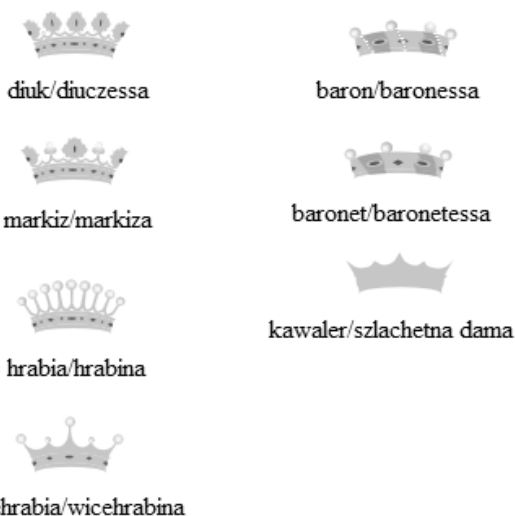 diuk/diuczessa
markiz/markiza
hrabia/hrabina
hrabia/wicehrabina
baron/baronessa
baronet/baronetessa
kawaler/szlachetna dama